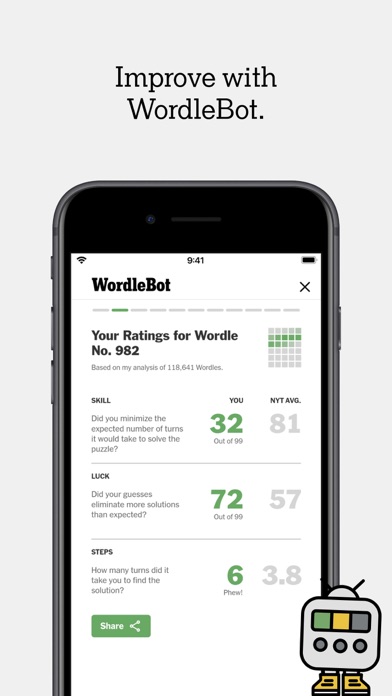 Improve with
WordleBot.
9:41
WordleBot
Your Ratings for Wordle
No. 982
Based on my analysis of 118,641 Wordles.
SKILL YOU NYT AVG.
Did you minimize the
expected number of turns
it would take to solve the
puzzle?
32
Out of 99
81
LUCK
Did your guesses
eliminate more solutions
than expected?
72
Out of 99
57
STEPS
How many turns did it
take you to find the
solution?
6
Phew!
3.8
Share